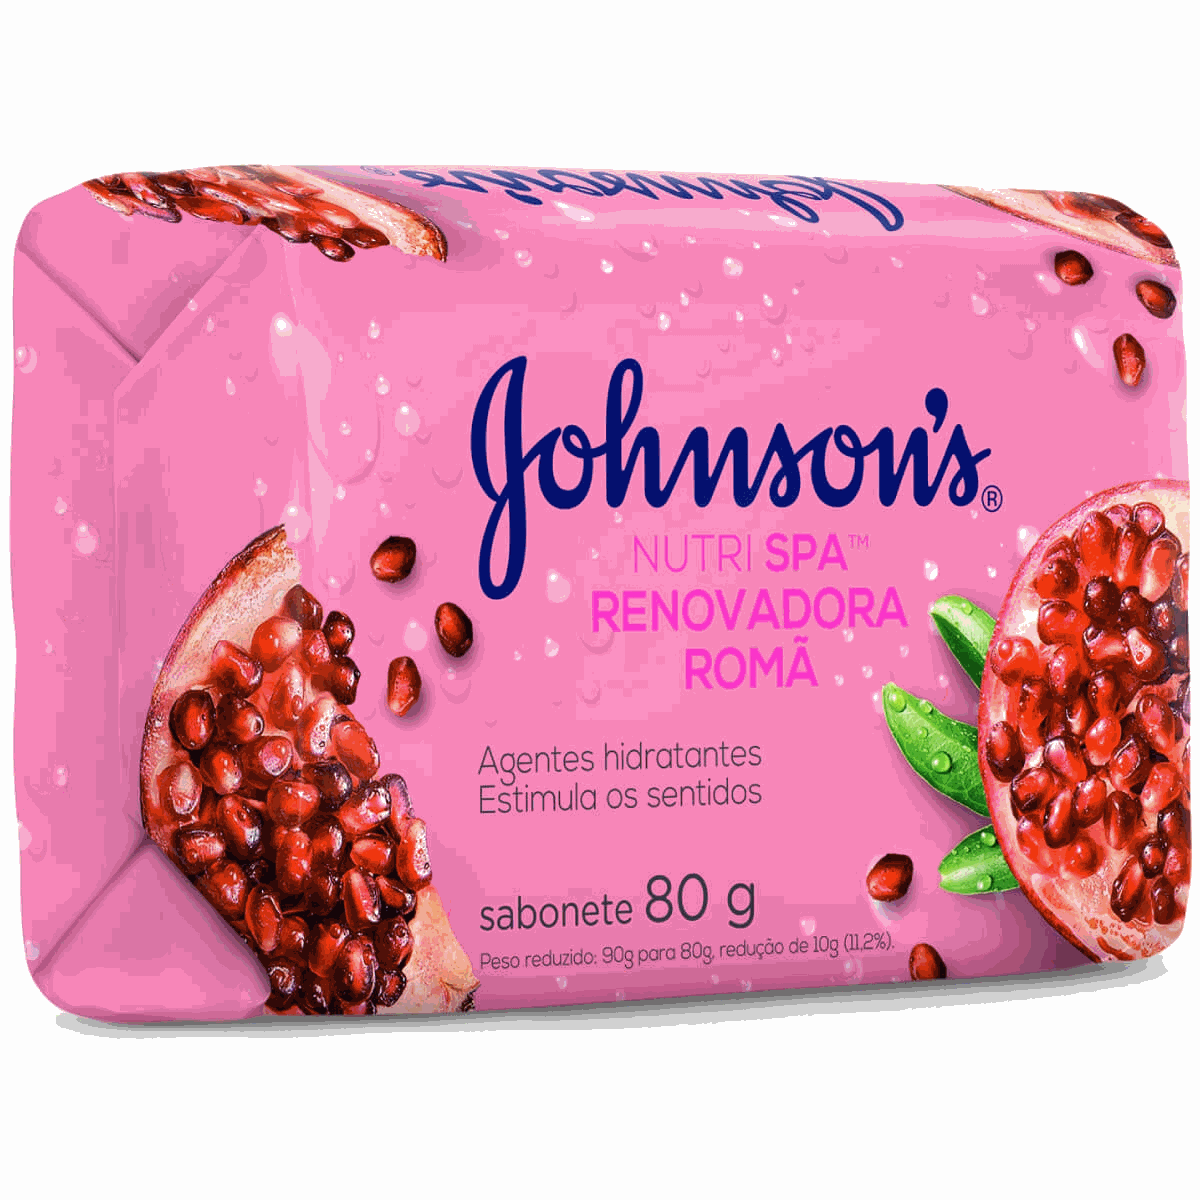 Johnson's
Johnson's®
NUTRI SPA™
RENOVADORA
ROMÃ
Agentes hidratantes
Estimula os sentidos
sabonete 80 g
Peso reduzido: 90g para 80g, redução de 10g (11,2%).